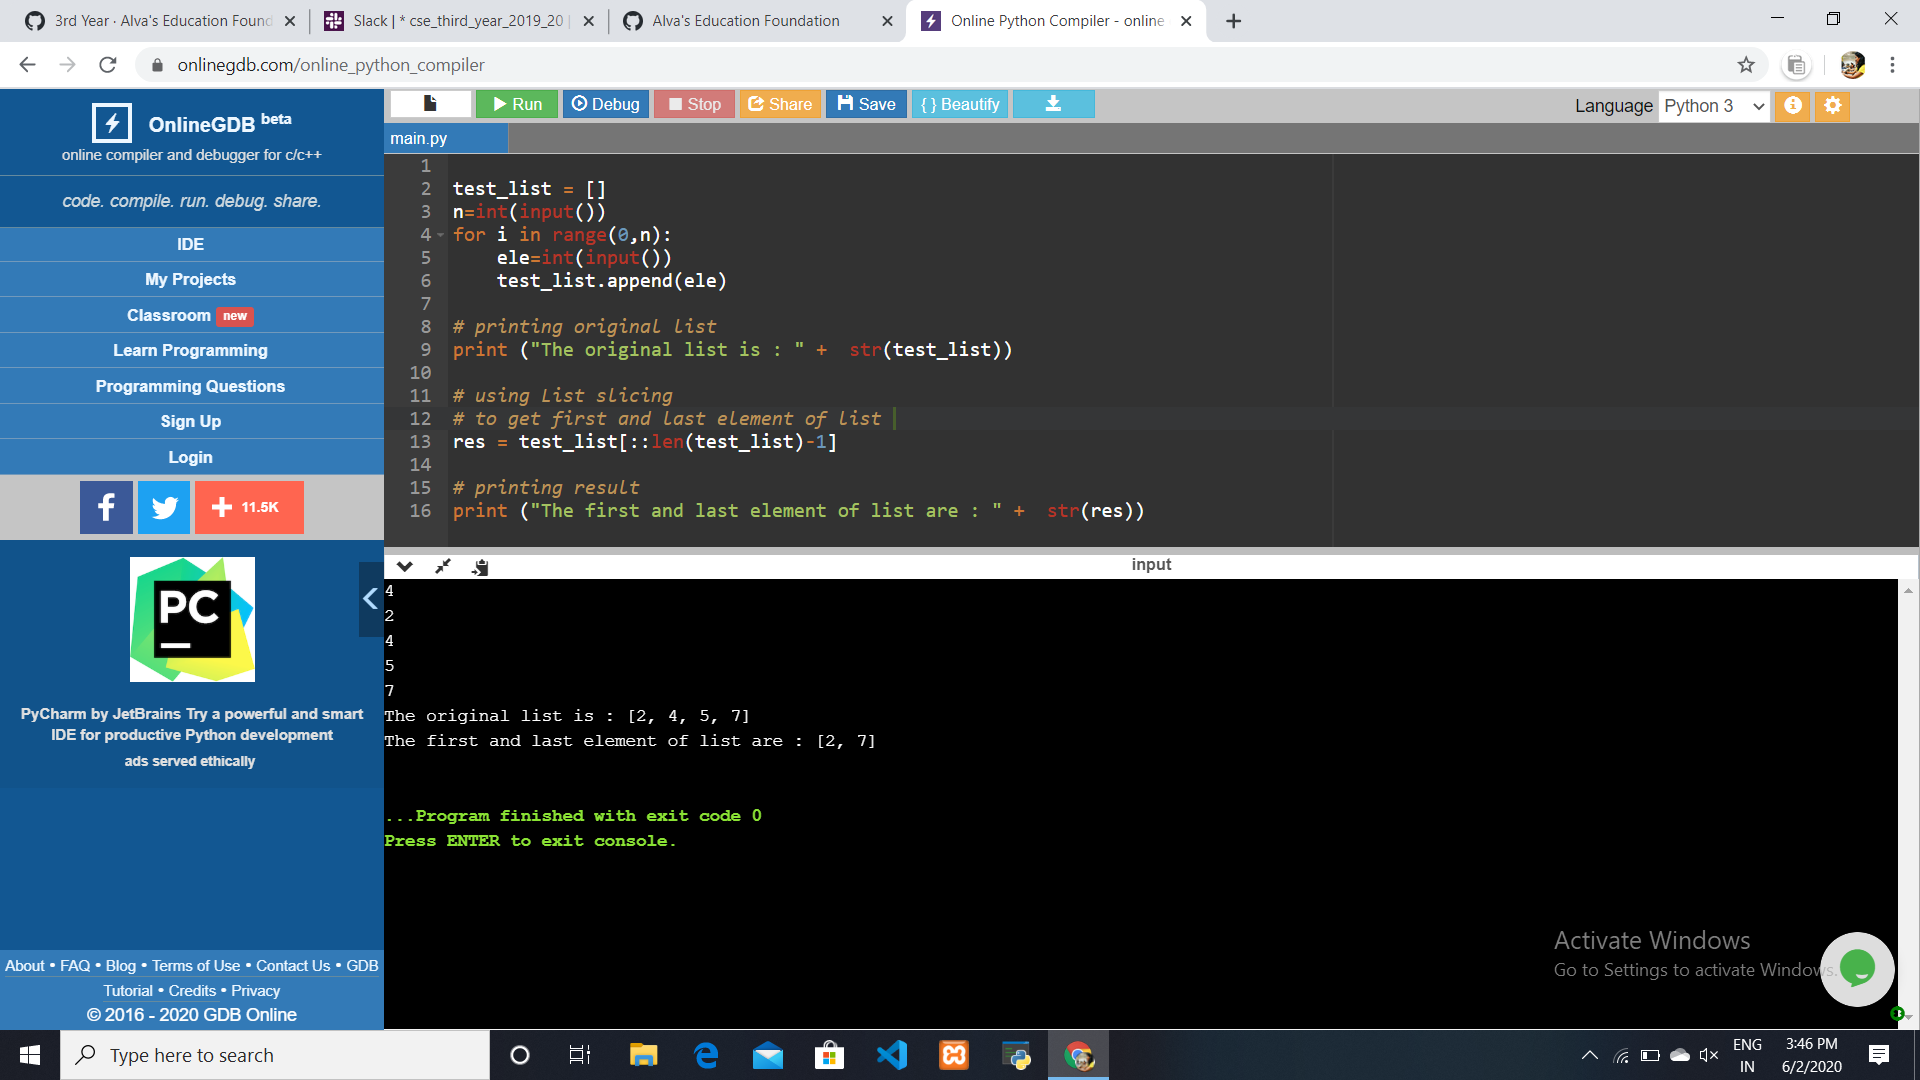 3rd Year · Alva's Education Found
Slack | * cse_third_year_2019_20 |
Alva's Education Foundation
Online Python Compiler - online
onlinegdb.com/online_python_compiler
OnlineGDB beta
online compiler and debugger for c/c++
code. compile. run. debug. share.
IDE
My Projects
Classroom new
Learn Programming
Programming Questions
Sign Up
Login
11.5K
PC
PyCharm by JetBrains Try a powerful and smart
IDE for productive Python development
ads served ethically
About • FAQ • Blog • Terms of Use • Contact Us • GDB
Tutorial • Credits • Privacy
© 2016 - 2020 GDB Online
Run Debug Stop Share Save { } Beautify
Language Python 3
main.py
1
2 test_list = []
3 n=int(input())
4 for i in range(0,n):
5     ele=int(input())
6     test_list.append(ele)
7
8 # printing original list
9 print ("The original list is : " +  str(test_list))
10
11 # using List slicing
12 # to get first and last element of list
13 res = test_list[::len(test_list)-1]
14
15 # printing result
16 print ("The first and last element of list are : " +  str(res))
input
4
2
4
5
7
The original list is : [2, 4, 5, 7]
The first and last element of list are : [2, 7]
...Program finished with exit code 0
Press ENTER to exit console.
Activate Windows
Go to Settings to activate Windows.
Type here to search
ENG
IN
3:46 PM
6/2/2020